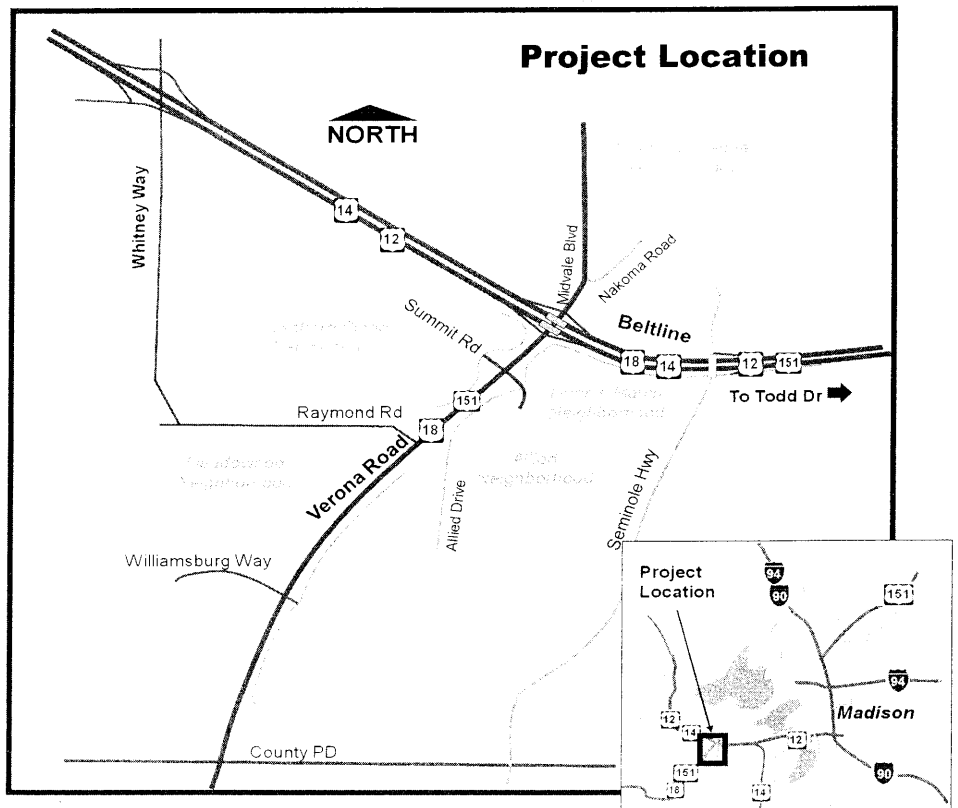 Project Location
NORTH
Whitney Way
14
12
Midvale Blvd
Nakoma Road
Summit Rd
Beltline
18
14
12
151
To Todd Dr
151
Raymond Rd
18
Neighborhood
Verona Road
Allied Drive
Seminole Hwy
Williamsburg Way
County PD
Project
Location
94
90
151
94
Madison
12
14
12
151
18
14
90